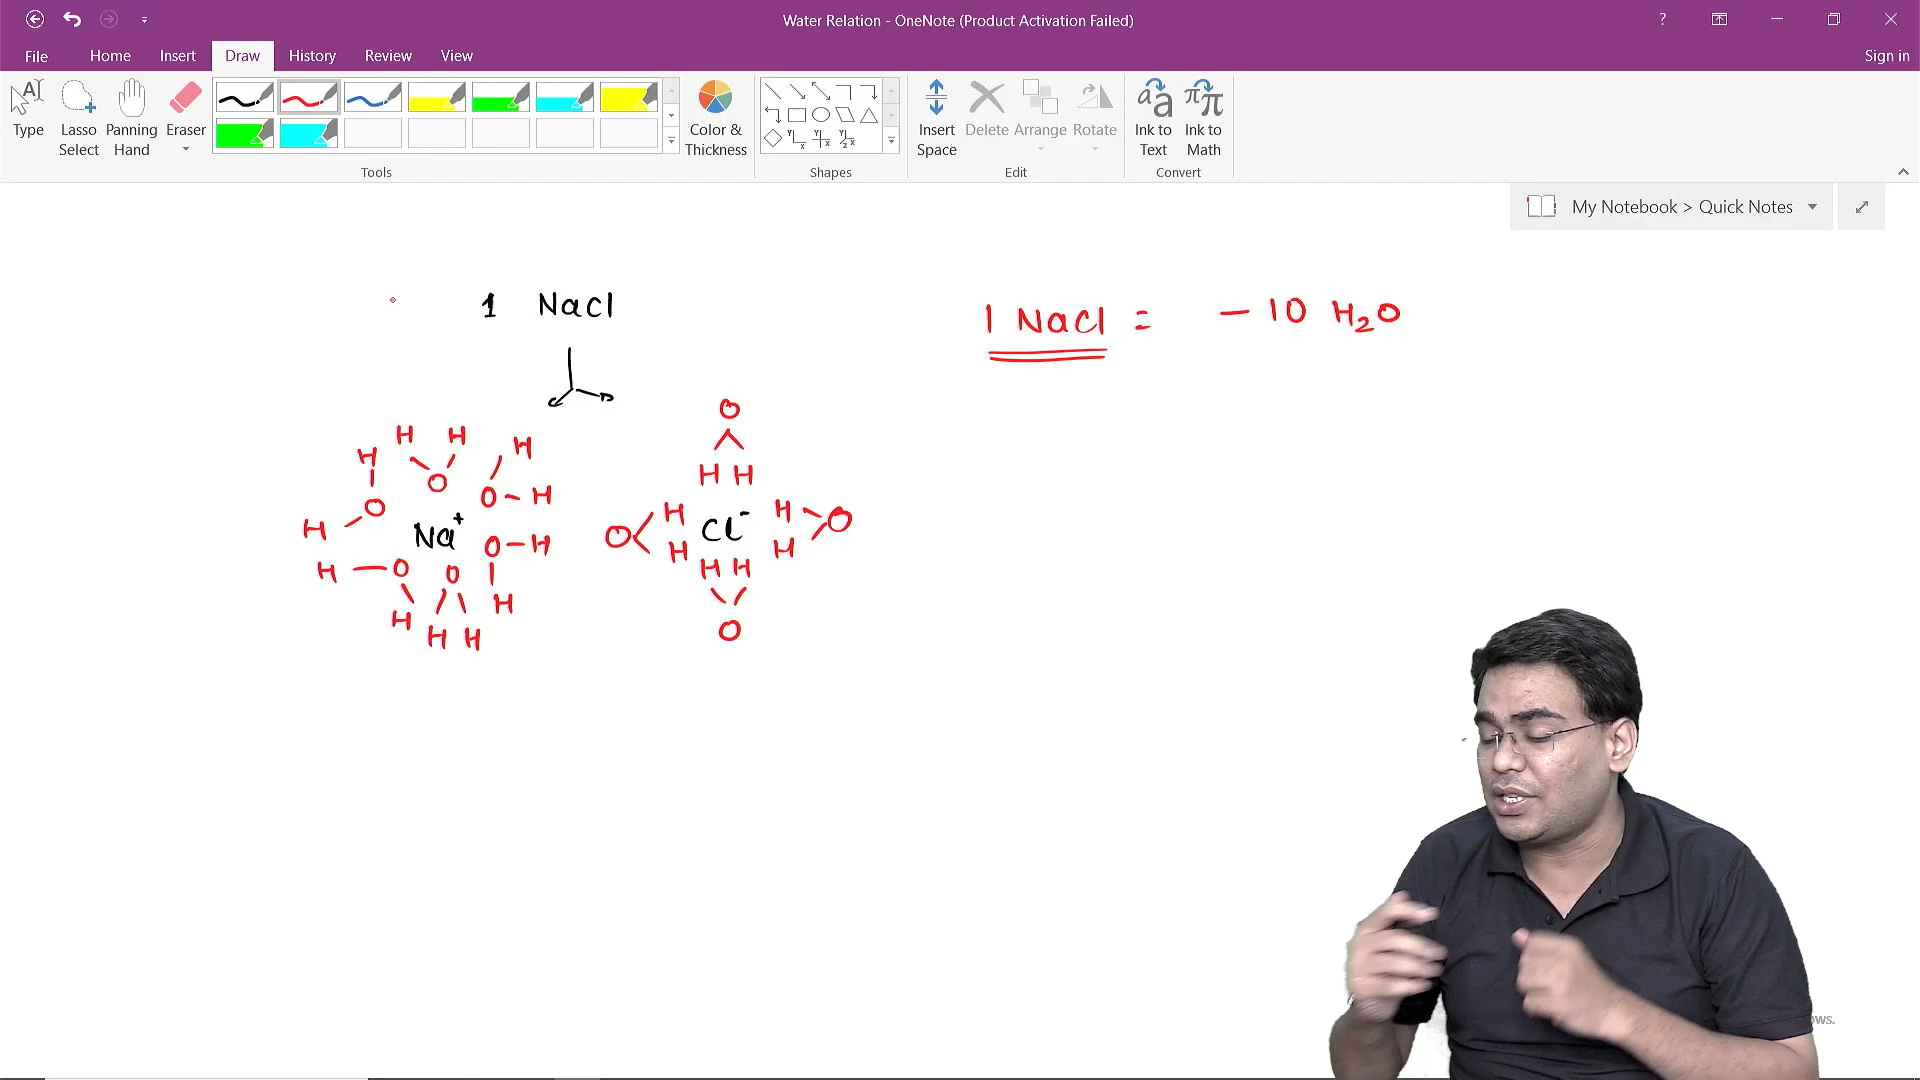 Water Relation - OneNote (Product Activation Failed)
?
File Home Insert Draw History Review View Sign in
Type Lasso Select Panning Hand Eraser Color & Thickness Insert Space Delete Arrange Rotate Ink to Text Ink to Math
Tools Shapes Edit Convert
My Notebook > Quick Notes
1 NaCl
1 NaCl = - 10 H2O
O
H H H H
H O O H H H
O - H H H O
H Na+ O Cl- H
O - H H H
H O O H H H
H H
H H O
ows.